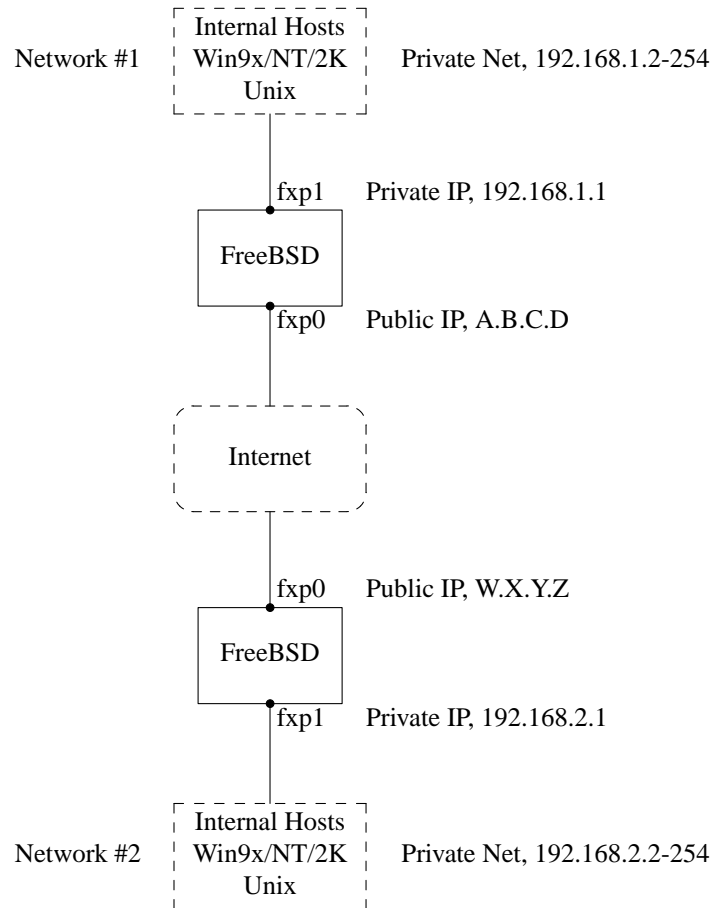 Internal Hosts
Network #1 Win9x/NT/2K Private Net, 192.168.1.2-254
Unix
fxp1 Private IP, 192.168.1.1
FreeBSD
fxp0 Public IP, A.B.C.D
Internet
fxp0 Public IP, W.X.Y.Z
FreeBSD
fxp1 Private IP, 192.168.2.1
Internal Hosts
Network #2 Win9x/NT/2K Private Net, 192.168.2.2-254
Unix